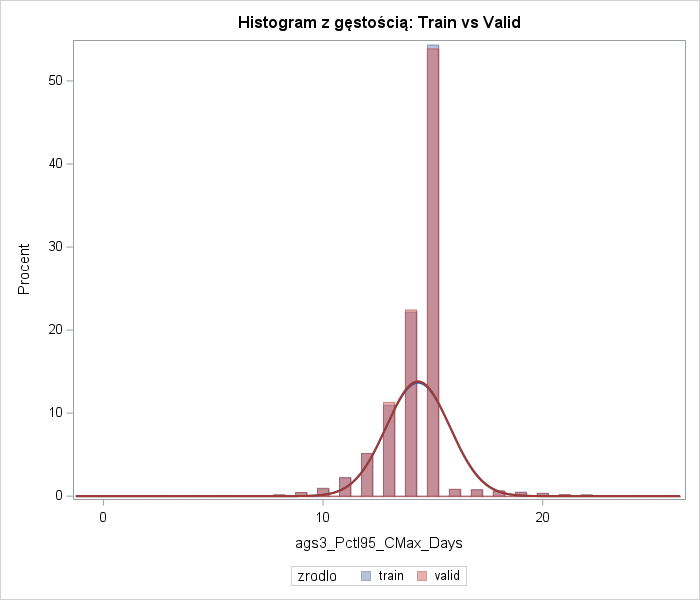 Histogram z gęstością: Train vs Valid
Procent
50
40
30
20
10
0
0 10 20
ags3_Pctl95_CMax_Days
zrodlo train valid